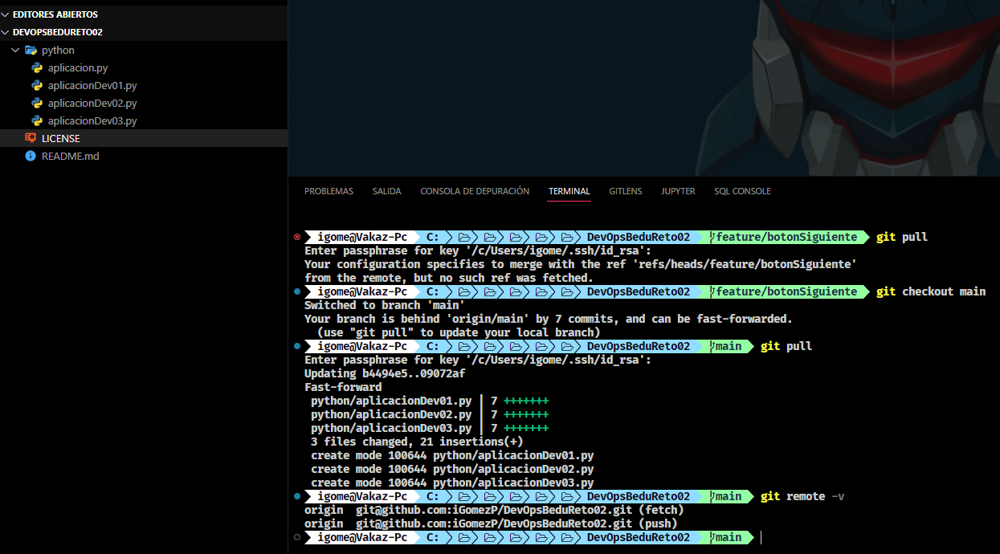 EDITORES ABIERTOS
DEVOPSBEDURETO02
python
aplicacion.py
aplicacionDev01.py
aplicacionDev02.py
aplicacionDev03.py
LICENSE
README.md
PROBLEMAS SALIDA CONSOLA DE DEPURACIÓN TERMINAL GITLENS JUPYTER SQL CONSOLE
igome@Vakaz-Pc C: DevOpsBeduReto02 feature/botonSiguiente git pull
Enter passphrase for key '/c/Users/igome/.ssh/id_rsa':
Your configuration specifies to merge with the ref 'refs/heads/feature/botonSiguiente'
from the remote, but no such ref was fetched.
igome@Vakaz-Pc C: DevOpsBeduReto02 feature/botonSiguiente git checkout main
Switched to branch 'main'
Your branch is behind 'origin/main' by 7 commits, and can be fast-forwarded.
(use "git pull" to update your local branch)
igome@Vakaz-Pc C: DevOpsBeduReto02 main git pull
Enter passphrase for key '/c/Users/igome/.ssh/id_rsa':
Updating b4494e5..09072af
Fast-forward
python/aplicacionDev01.py | 7 +++++++
python/aplicacionDev02.py | 7 +++++++
python/aplicacionDev03.py | 7 +++++++
3 files changed, 21 insertions(+)
create mode 100644 python/aplicacionDev01.py
create mode 100644 python/aplicacionDev02.py
create mode 100644 python/aplicacionDev03.py
igome@Vakaz-Pc C: DevOpsBeduReto02 main git remote -v
origin git@github.com:iGomezP/DevOpsBeduReto02.git (fetch)
origin git@github.com:iGomezP/DevOpsBeduReto02.git (push)
igome@Vakaz-Pc C: DevOpsBeduReto02 main